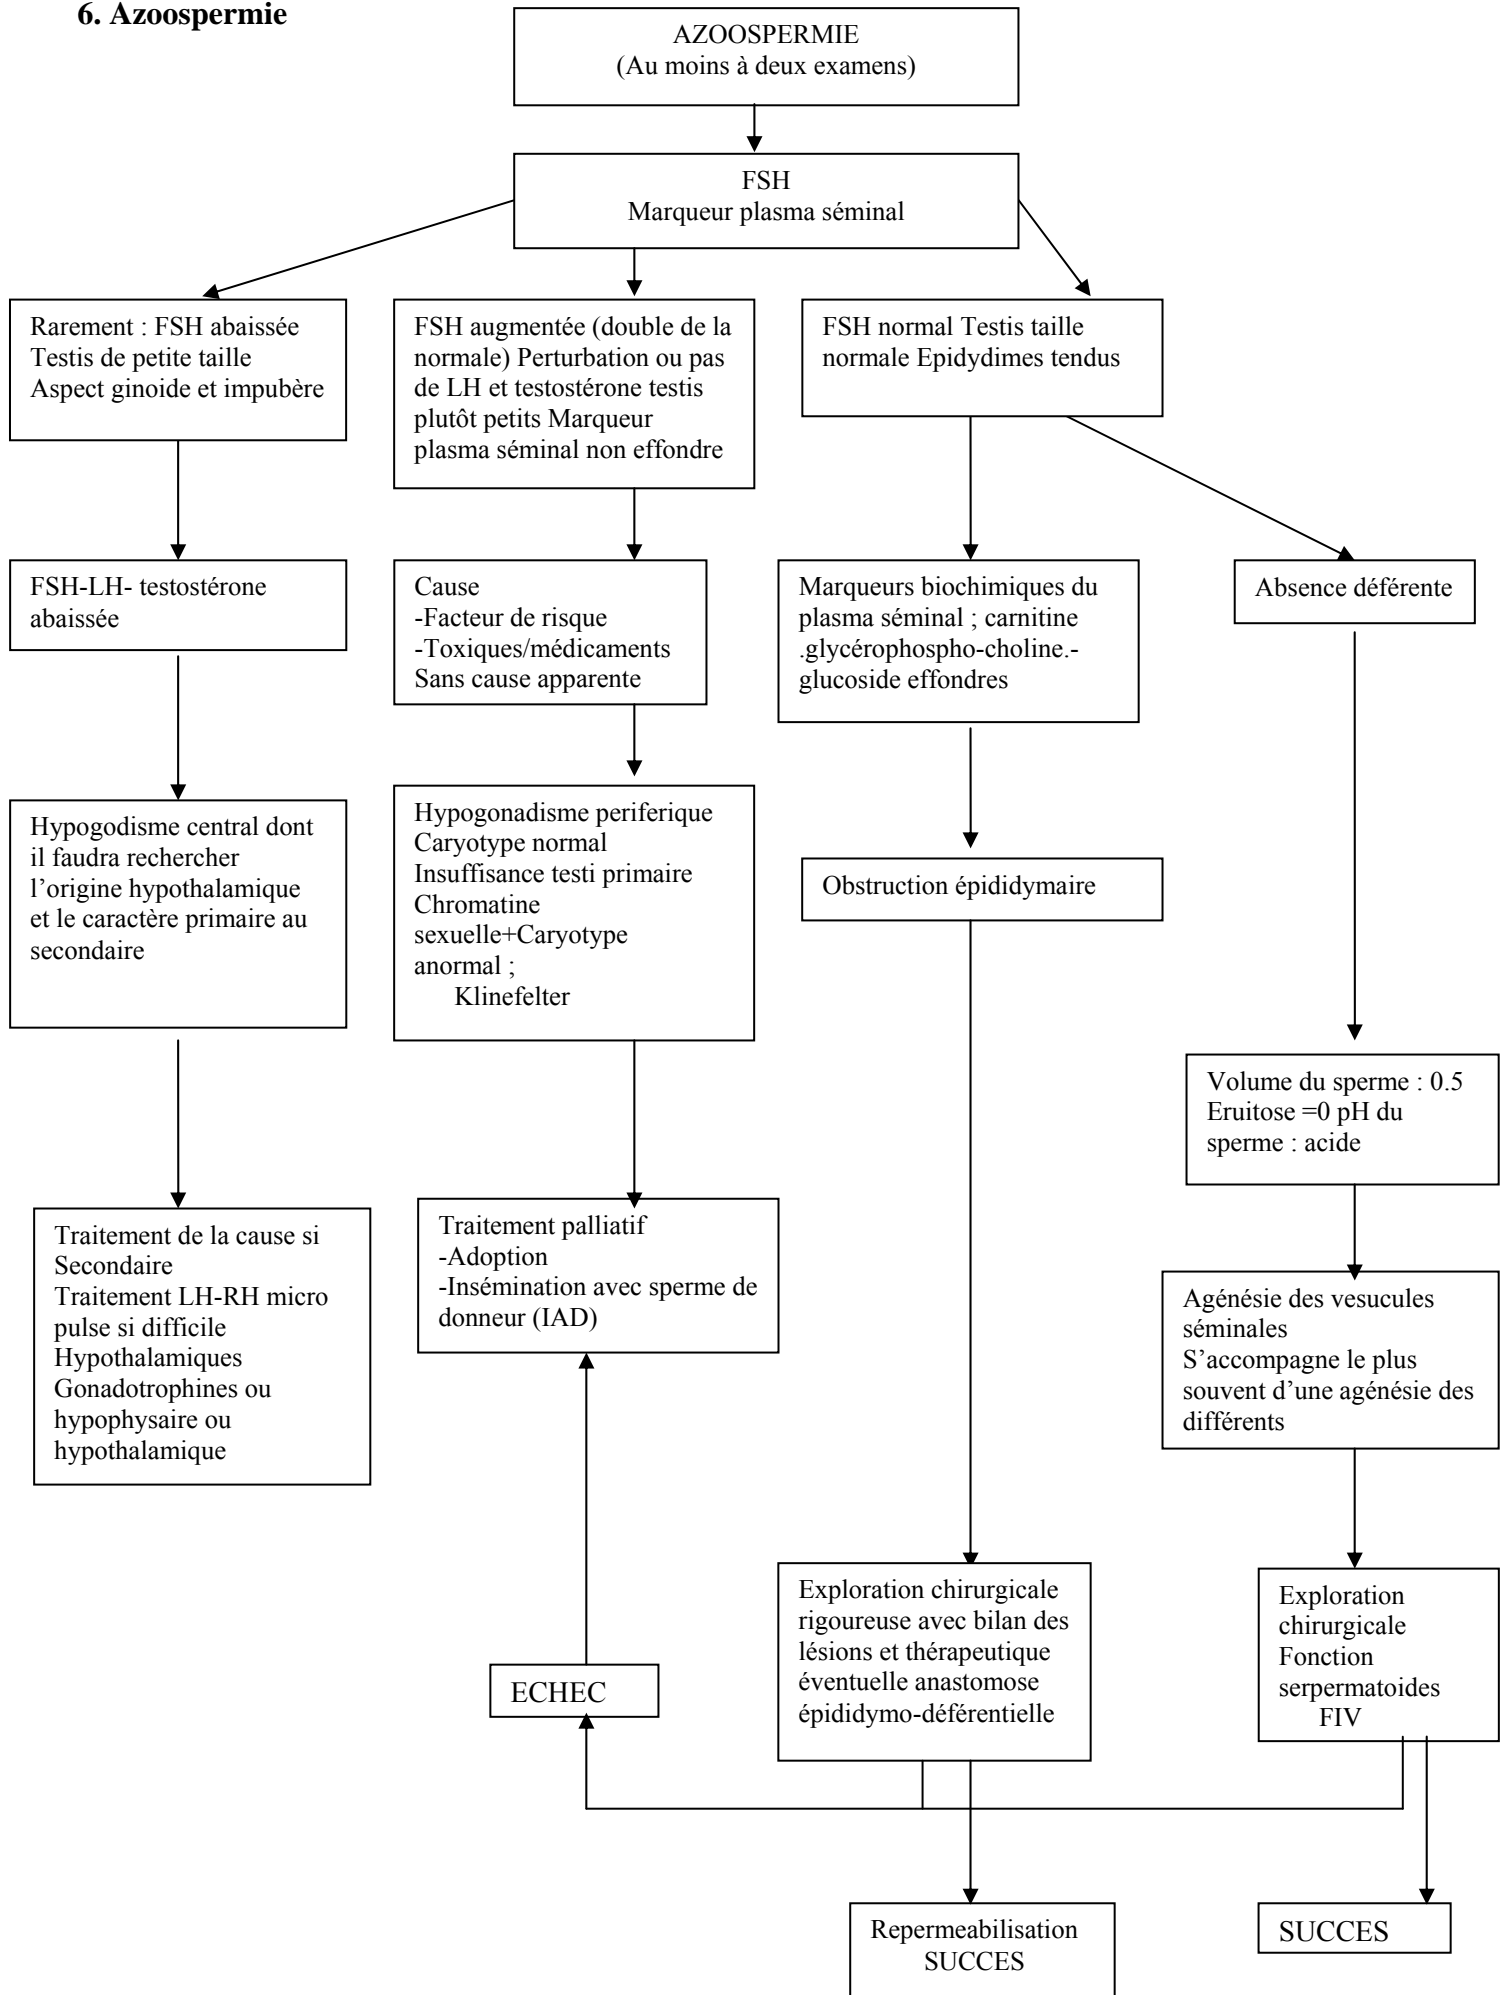 6. Azoospermie
AZOOSPERMIE
(Au moins à deux examens)
FSH
Marqueur plasma séminal
Rarement : FSH abaissée
Testis de petite taille
Aspect ginoide et impubère
FSH augmentée (double de la
normale) Perturbation ou pas
de LH et testostérone testis
plutôt petits Marqueur
plasma séminal non effondre
FSH normal Testis taille
normale Epidydimes tendus
FSH-LH- testostérone
abaissée
Cause
-Facteur de risque
-Toxiques/médicaments
Sans cause apparente
Marqueurs biochimiques du
plasma séminal ; carnitine
.glycérophospho-choline.-
glucoside effondres
Absence déférente
Hypogodisme central dont
il faudra rechercher
l’origine hypothalamique
et le caractère primaire au
secondaire
Hypogonadisme periferique
Caryotype normal
Insuffisance testi primaire
Chromatine
sexuelle+Caryotype
anormal ;
Klinefelter
Obstruction épididymaire
Volume du sperme : 0.5
Eruitose =0 pH du
sperme : acide
Traitement de la cause si
Secondaire
Traitement LH-RH micro
pulse si difficile
Hypothalamiques
Gonadotrophines ou
hypophysaire ou
hypothalamique
Traitement palliatif
-Adoption
-Insémination avec sperme de
donneur (IAD)
Agénésie des vesucules
séminales
S’accompagne le plus
souvent d’une agénésie des
différents
Exploration chirurgicale
rigoureuse avec bilan des
lésions et thérapeutique
éventuelle anastomose
épididymo-déférentielle
Exploration
chirurgicale
Fonction
serpermatoides
FIV
ECHEC
Repermeabilisation
SUCCES
SUCCES